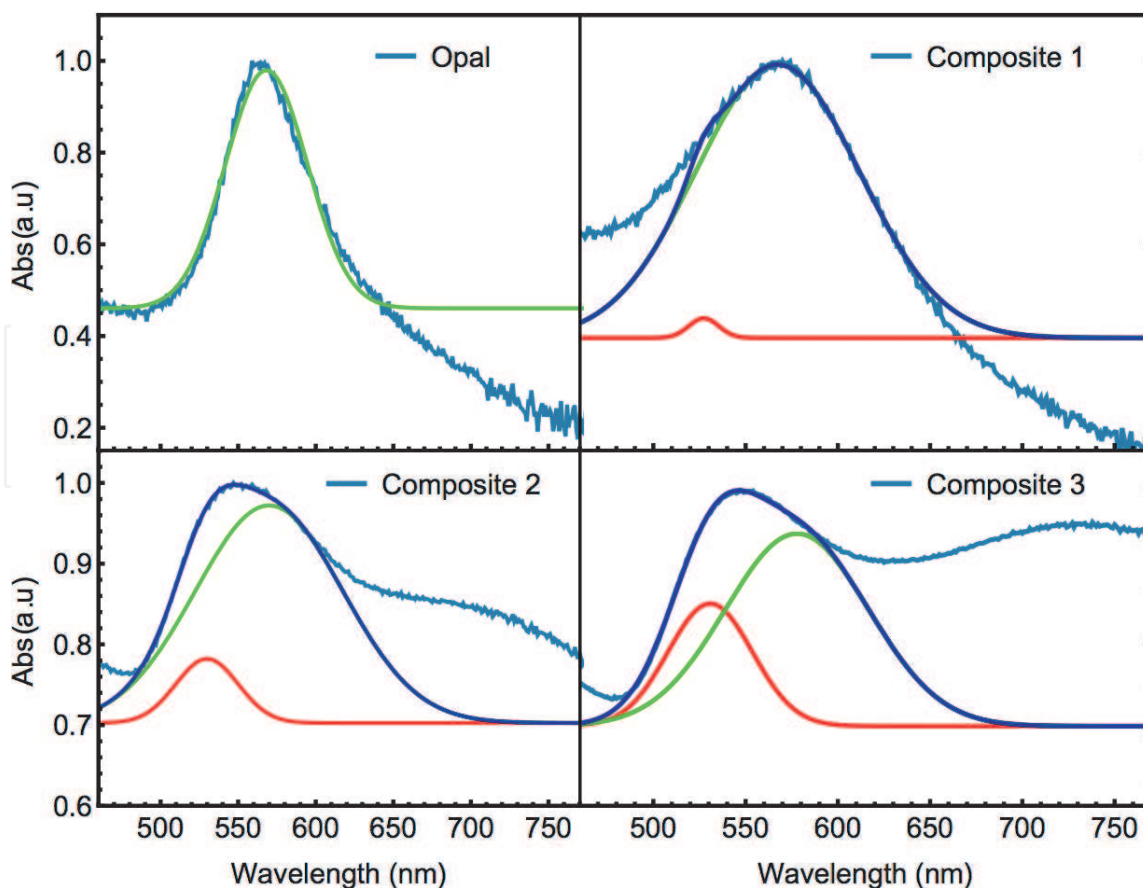 Opal
Composite 1
1.0
0.8
0.6
0.4
0.2
Abs(a.u)
Composite 2
Composite 3
1.0
0.9
0.8
0.7
0.6
Abs(a.u)
500 550 600 650 700 750
500 550 600 650 700 750
Wavelength (nm)
Wavelength (nm)